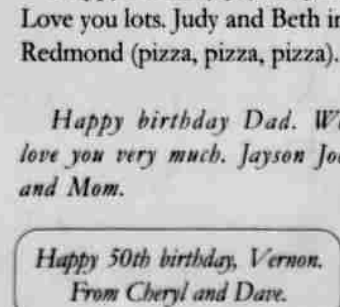 Love you lots. Judy and Beth in
Redmond (pizza, pizza, pizza).
Happy birthday Dad. We
love you very much. Jayson Joe
and Mom.
Happy 50th birthday, Vernon.
From Cheryl and Dave.